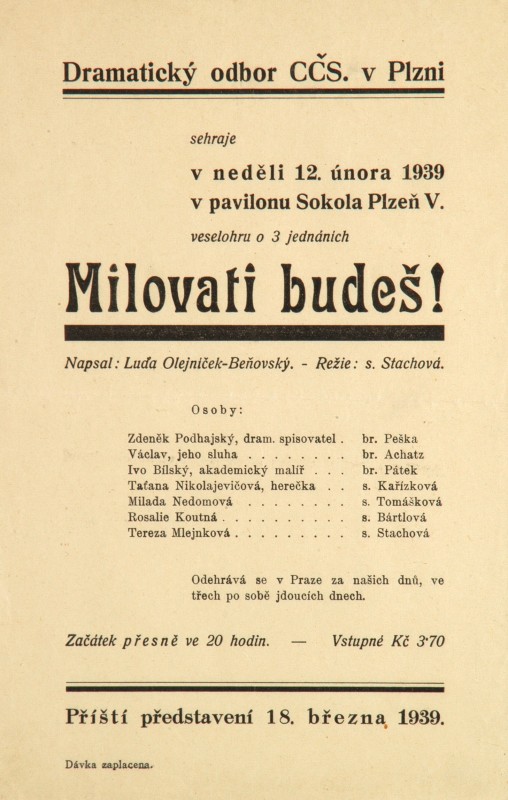 Dramatický odbor CČS. v Plzni
sehraje
v neděli 12. února 1939
v pavilonu Sokola Plzeň V.
veselohru o 3 jednáních
Milovati budeš!
Napsal: Luďa Olejníček-Beňovský. - Režie: s. Stachová.
Osoby:
Zdeněk Podhajský, dram. spisovatel . br. Peška
Václav, jeho sluha . . . . . . . . br. Achatz
Ivo Bílský, akademický malíř . . . br. Pátek
Taťana Nikolajevičová, herečka . . s. Kařízková
Milada Nedomová . . . . . . . . s. Tomášková
Rosalie Koutná . . . . . . . . . . s. Bártlová
Tereza Mlejnková . . . . . . . . . s. Stachová
Odehrává se v Praze za našich dnů, ve
třech po sobě jdoucích dnech.
Začátek přesně ve 20 hodin. — Vstupné Kč 3·70
Příští představení 18. března 1939.
Dávka zaplacena.